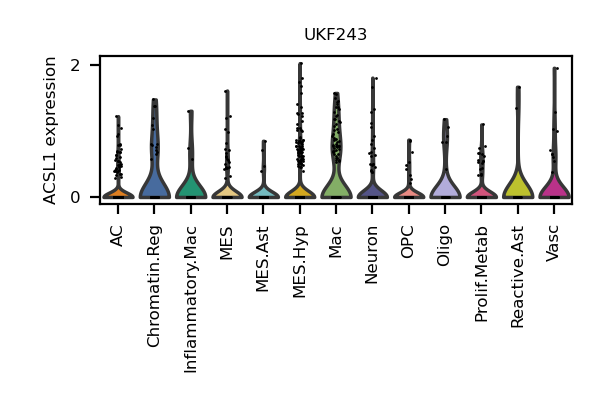 UKF243
ACSL1 expression
2
0
AC
Chromatin.Reg
Inflammatory.Mac
MES
MES.Ast
MES.Hyp
Mac
Neuron
OPC
Oligo
Prolif.Metab
Reactive.Ast
Vasc